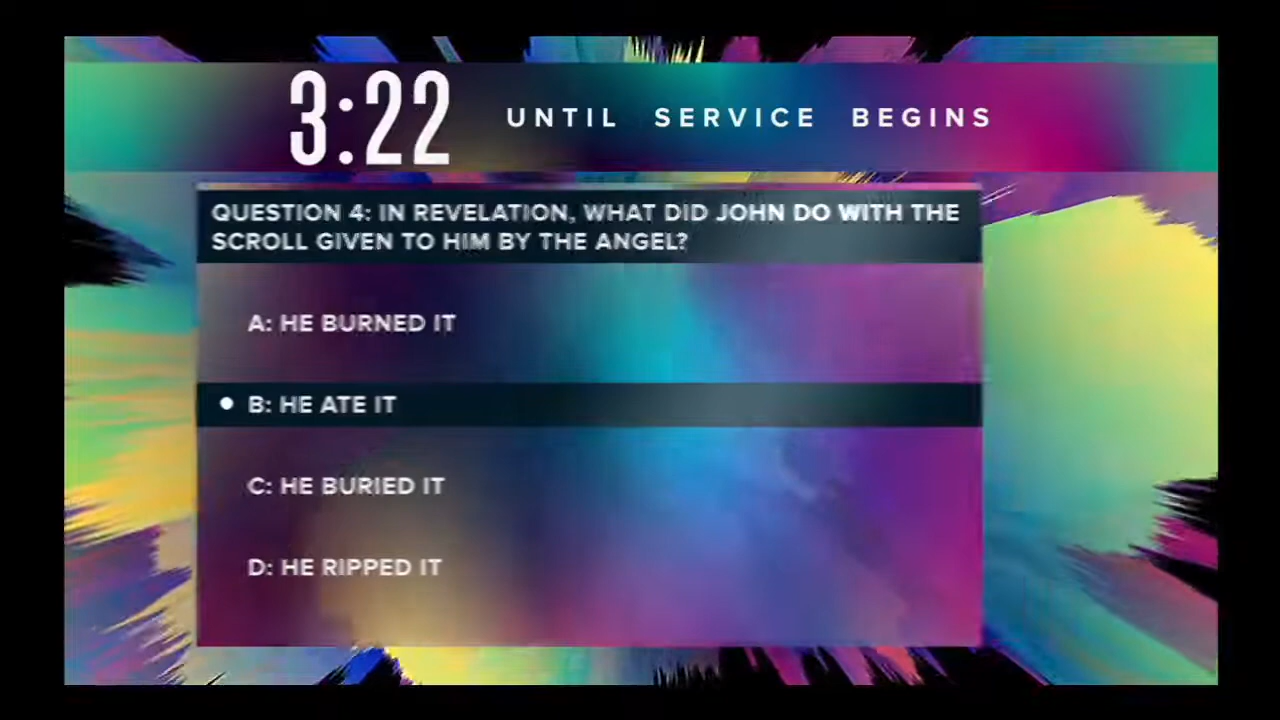 3:22 UNTIL SERVICE BEGINS
QUESTION 4: IN REVELATION, WHAT DID JOHN DO WITH THE
SCROLL GIVEN TO HIM BY THE ANGEL?
A: HE BURNED IT
B: HE ATE IT
C: HE BURIED IT
D: HE RIPPED IT